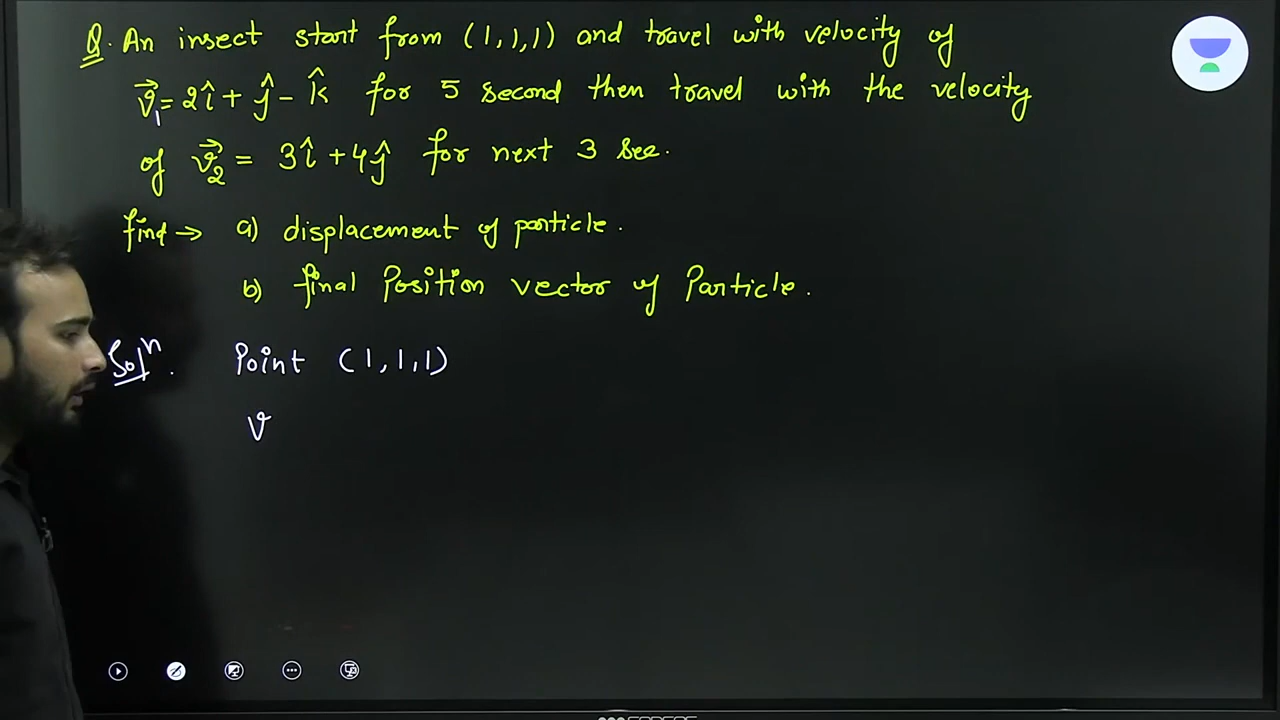 Q. An insect start from (1,1,1) and travel with velocity of
v⃗₁= 2î + ĵ - k̂ for 5 second then travel with the velocity
of v⃗₂ = 3î + 4ĵ for next 3 sec.
find → a) displacement of particle.
b) final Position vector of Particle.
Solⁿ. Point (1,1,1)
v